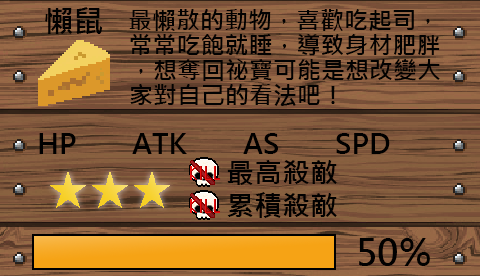 懶鼠
最懶散的動物，喜歡吃起司，
常常吃飽就睡，導致身材肥胖
，想奪回祕寶可能是想改變大
家對自己的看法吧！
HP ATK AS SPD
最高殺敵
累積殺敵
50%